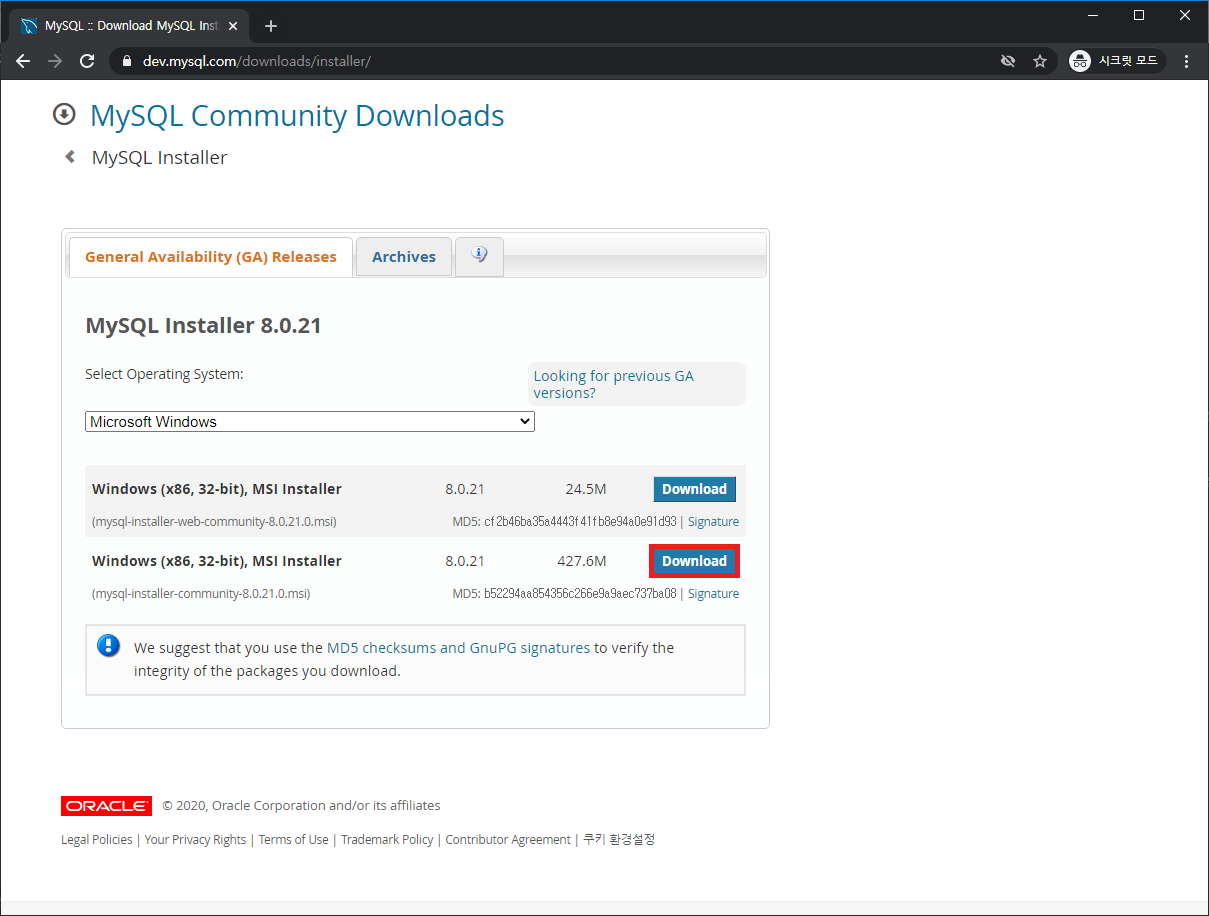 MySQL :: Download MySQL Inst
dev.mysql.com/downloads/installer/
시크릿 모드
MySQL Community Downloads
MySQL Installer
General Availability (GA) Releases
Archives
MySQL Installer 8.0.21
Select Operating System:
Looking for previous GA
versions?
Microsoft Windows
Windows (x86, 32-bit), MSI Installer 8.0.21 24.5M Download
(mysql-installer-web-community-8.0.21.0.msi) MD5: cf2b46ba35a4443f41fb8e94a0e91d93 | Signature
Windows (x86, 32-bit), MSI Installer 8.0.21 427.6M Download
(mysql-installer-community-8.0.21.0.msi) MD5: b52294aa854356c266e9a9aec737ba08 | Signature
We suggest that you use the MD5 checksums and GnuPG signatures to verify the
integrity of the packages you download.
ORACLE © 2020, Oracle Corporation and/or its affiliates
Legal Policies | Your Privacy Rights | Terms of Use | Trademark Policy | Contributor Agreement | 쿠키 환경설정